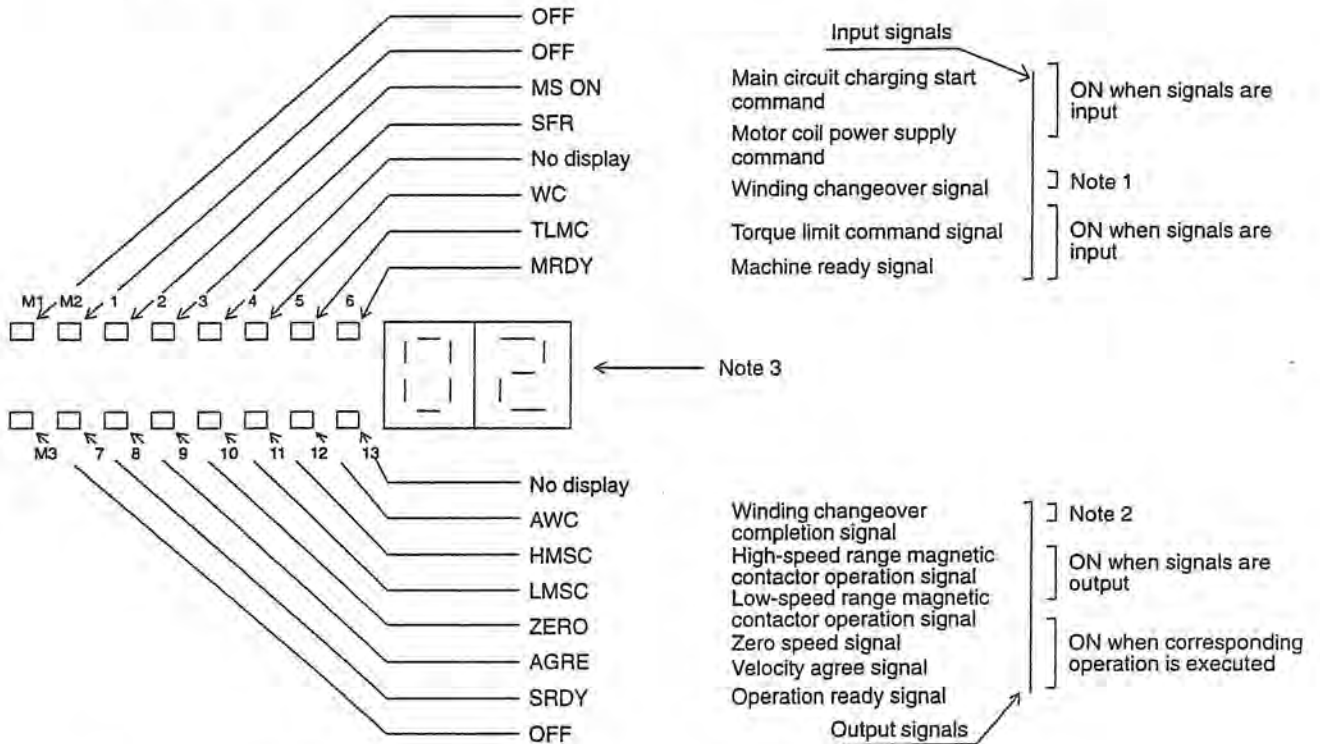 OFF
OFF
MS ON
SFR
No display
WC
TLMC
MRDY
Input signals
Main circuit charging start
command
Motor coil power supply
command
Winding changeover signal
Torque limit command signal
Machine ready signal
ON when signals are
input
Note 1
ON when signals are
input
M1 M2 1 2 3 4 5 6
02
Note 3
M3 7 8 9 10 11 12 13
No display
AWC
HMSC
LMSC
ZERO
AGRE
SRDY
OFF
Winding changeover
completion signal
High-speed range magnetic
contactor operation signal
Low-speed range magnetic
contactor operation signal
Zero speed signal
Velocity agree signal
Operation ready signal
Output signals
Note 2
ON when signals are
output
ON when corresponding
operation is executed